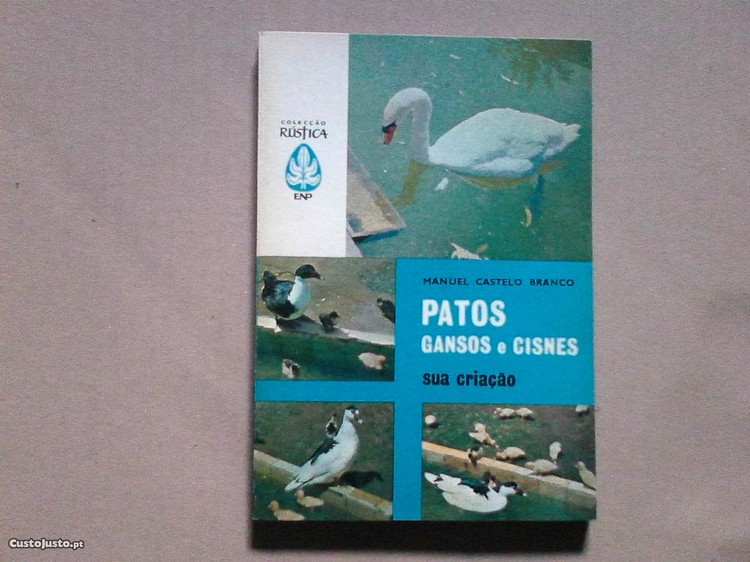 COLECÇÃO
RÚSTICA
ENP
MANUEL CASTELO BRANCO
PATOS
GANSOS e CISNES
sua criação
CustoJusto.pt